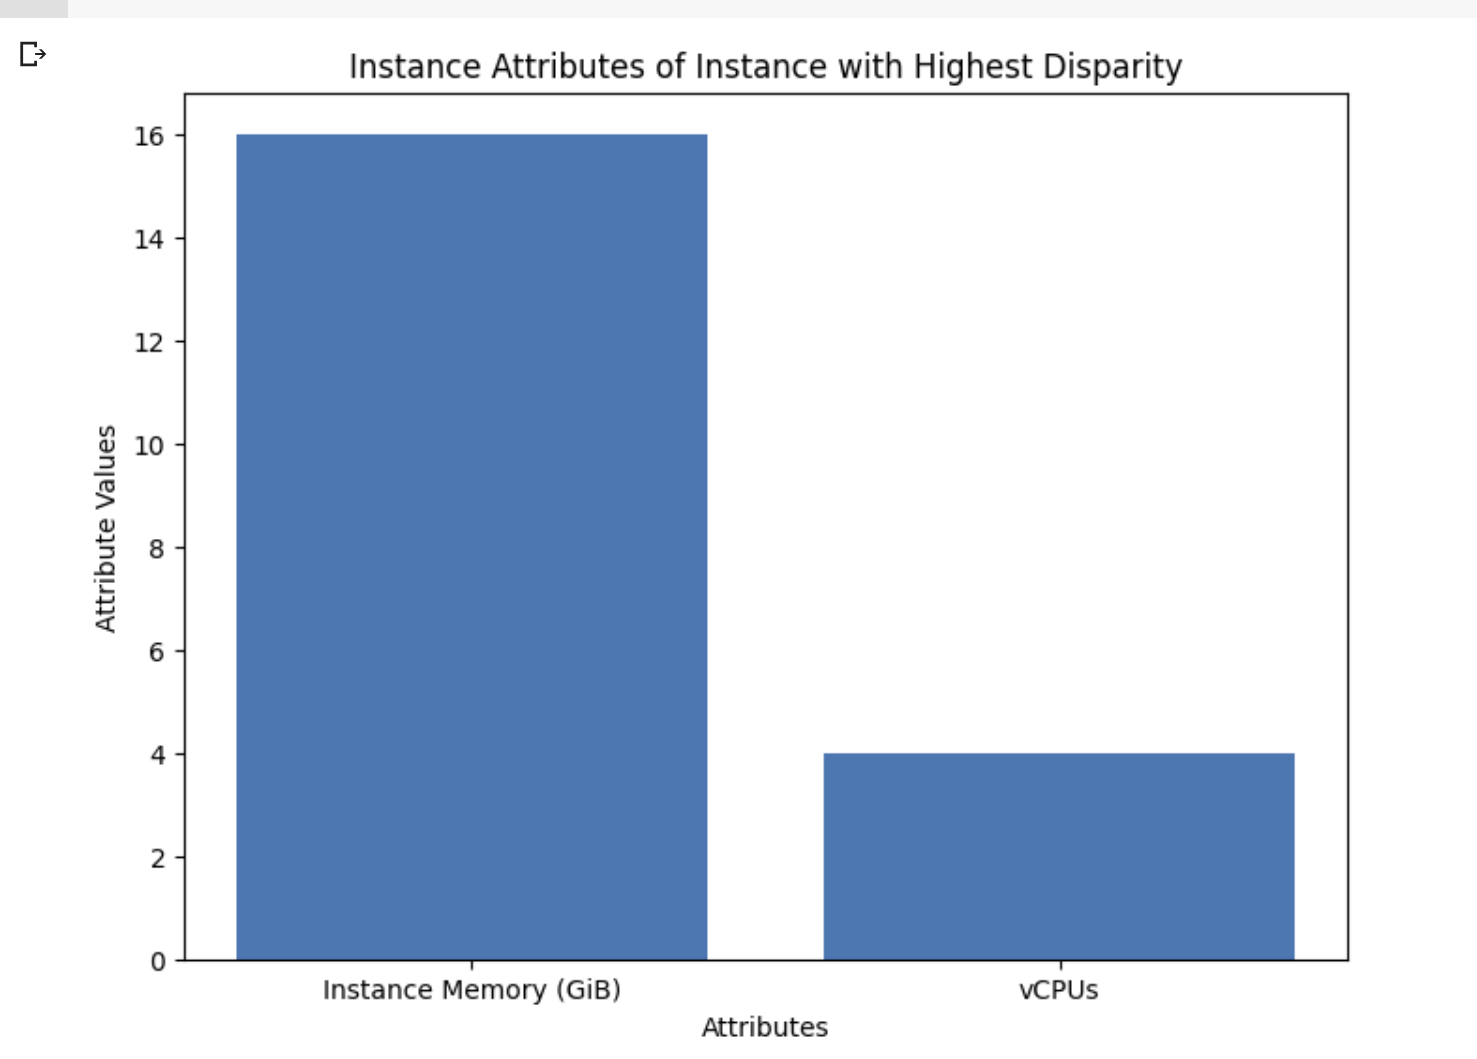 Instance Attributes of Instance with Highest Disparity
16
14
12
10
8
6
4
2
0
Attribute Values
Instance Memory (GiB)
vCPUs
Attributes